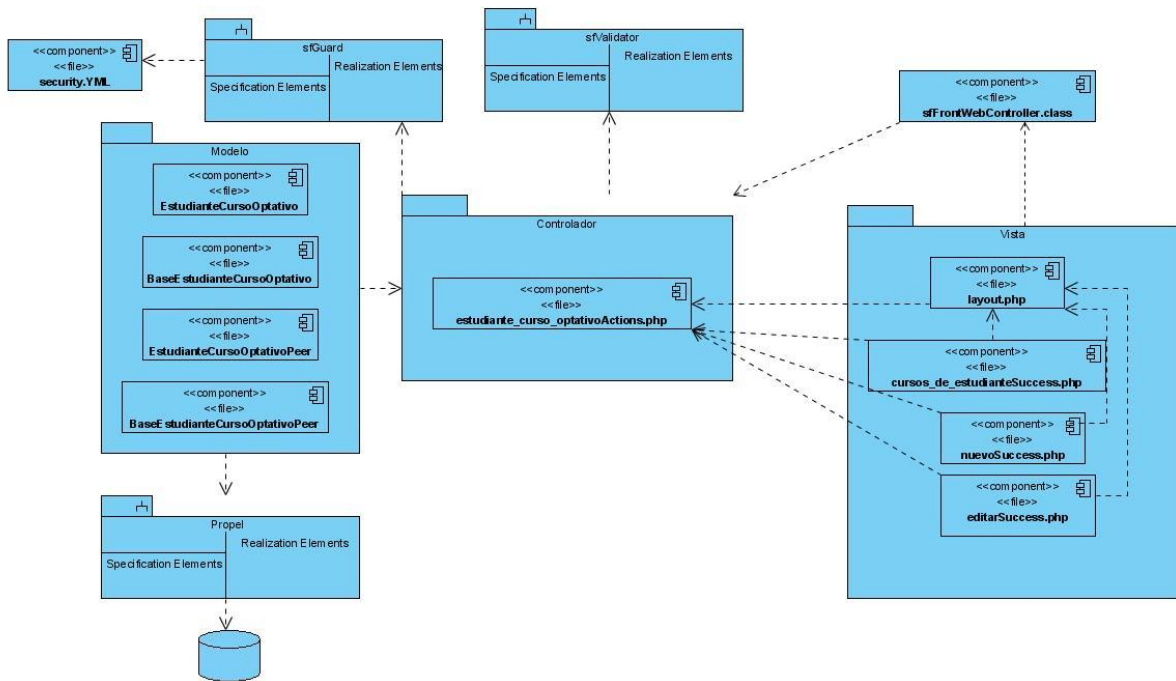 <<component>>
<<file>>
security.YML
sfGuard
Realization Elements
Specification Elements
sfValidator
Realization Elements
Specification Elements
<<component>>
<<file>>
sfFrontWebController.class
Modelo
<<component>>
<<file>>
EstudianteCursoOptativo
<<component>>
<<file>>
BaseEstudianteCursoOptativo
<<component>>
<<file>>
EstudianteCursoOptativoPeer
<<component>>
<<file>>
BaseEstudianteCursoOptativoPeer
Controlador
<<component>>
<<file>>
estudiante_curso_optativoActions.php
Vista
<<component>>
<<file>>
layout.php
<<component>>
<<file>>
cursos_de_estudianteSuccess.php
<<component>>
<<file>>
nuevoSuccess.php
<<component>>
<<file>>
editarSuccess.php
Propel
Realization Elements
Specification Elements